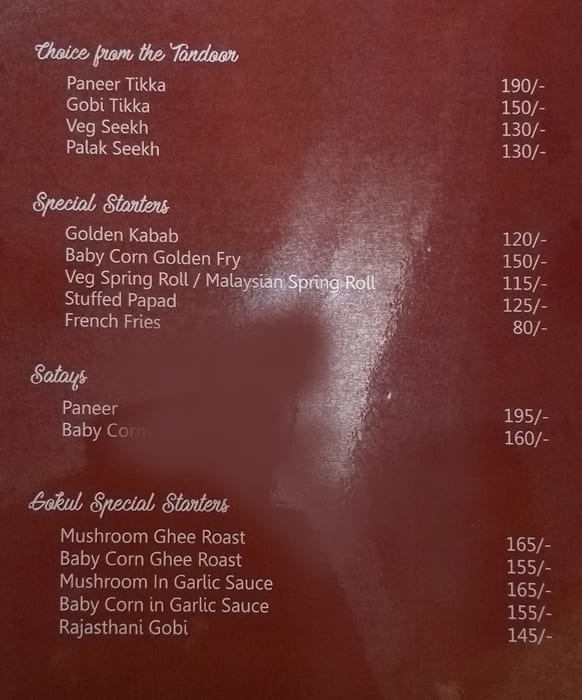 Choice from the Tandoor
Paneer Tikka 190/-
Gobi Tikka 150/-
Veg Seekh 130/-
Palak Seekh 130/-
Special Starters
Golden Kabab 120/-
Baby Corn Golden Fry 150/-
Veg Spring Roll / Malaysian Spring Roll 115/-
Stuffed Papad 125/-
French Fries 80/-
Satays
Paneer 195/-
Baby Corn 160/-
Gokul Special Starters
Mushroom Ghee Roast 165/-
Baby Corn Ghee Roast 155/-
Mushroom In Garlic Sauce 165/-
Baby Corn in Garlic Sauce 155/-
Rajasthani Gobi 145/-